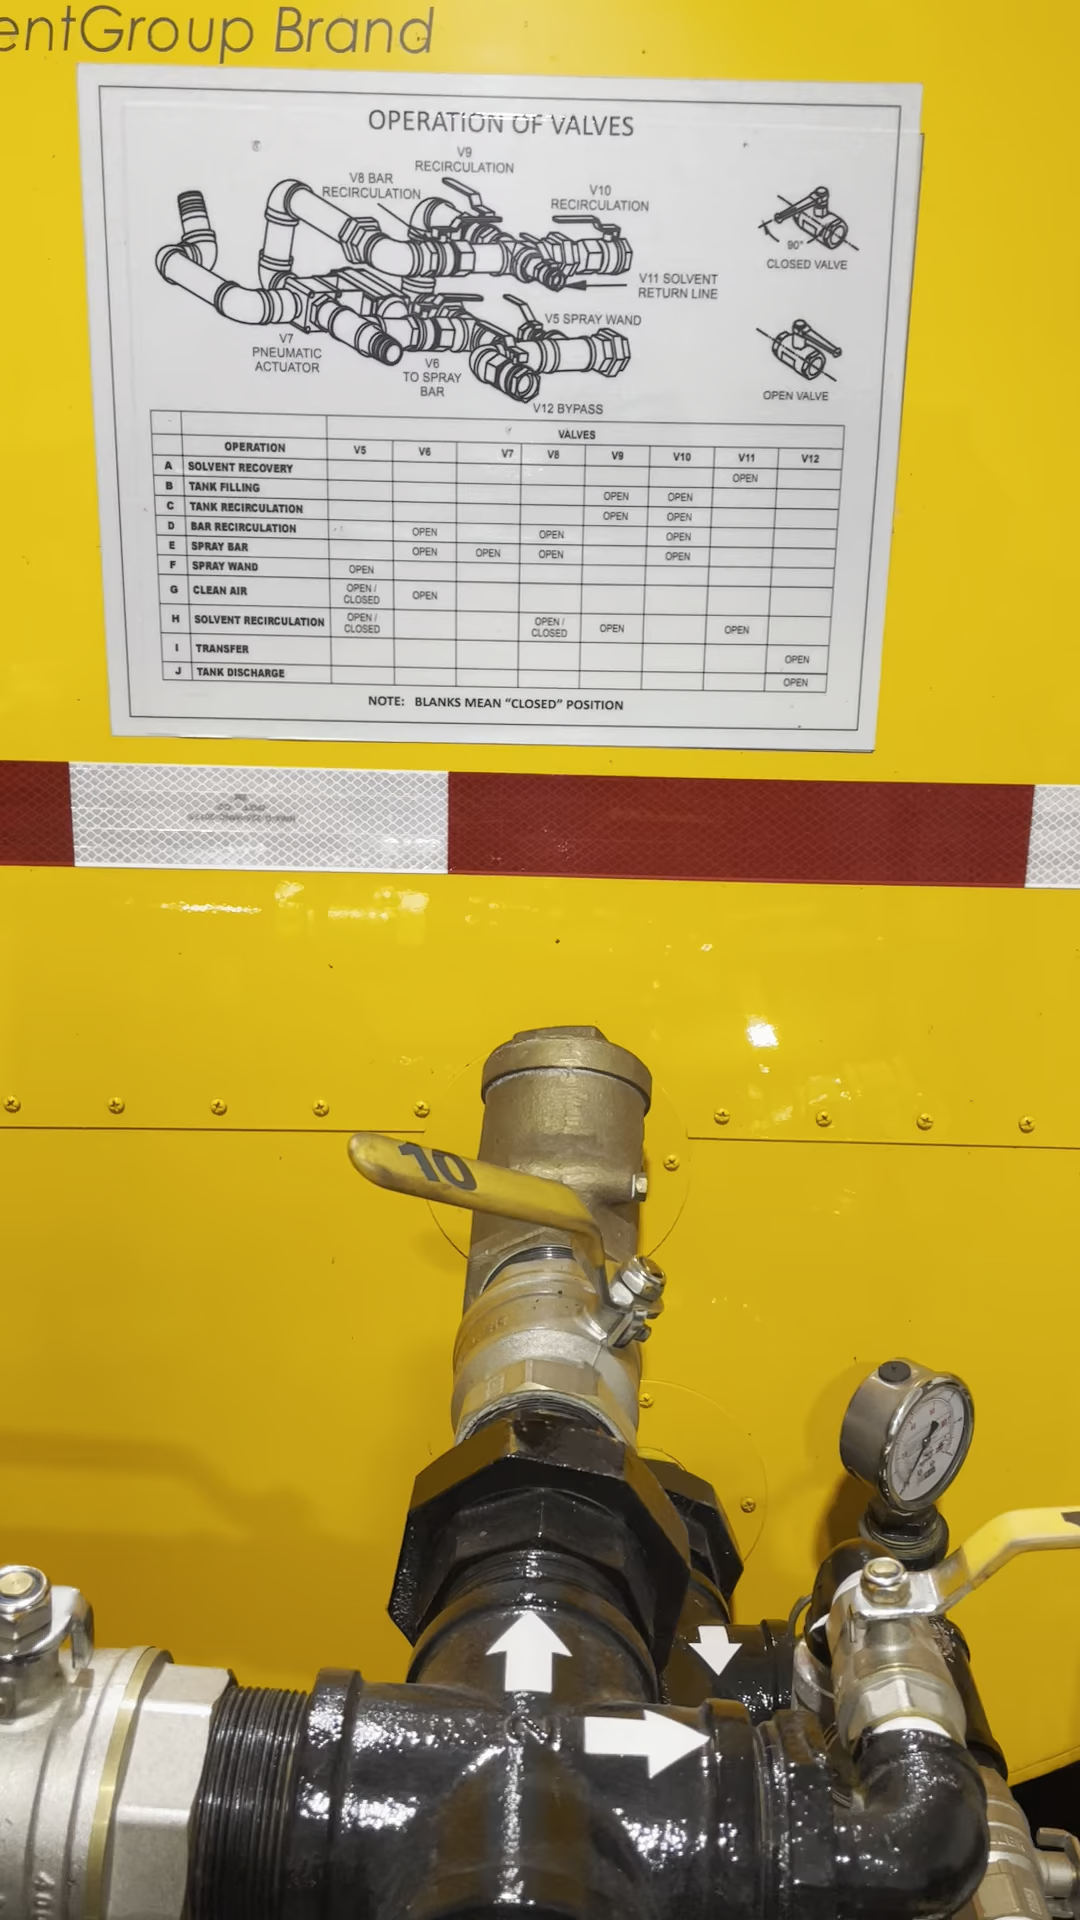 entGroup Brand
OPERATION OF VALVES
V9
RECIRCULATION
V8 BAR
RECIRCULATION
V10
RECIRCULATION
90°
CLOSED VALVE
V11 SOLVENT
RETURN LINE
V5 SPRAY WAND
V7
PNEUMATIC
ACTUATOR
V6
TO SPRAY
BAR
OPEN VALVE
V12 BYPASS
VALVES
OPERATION V5 V6 V7 V8 V9 V10 V11 V12
A SOLVENT RECOVERY OPEN
B TANK FILLING OPEN OPEN
C TANK RECIRCULATION OPEN OPEN
D BAR RECIRCULATION OPEN OPEN OPEN
E SPRAY BAR OPEN OPEN OPEN OPEN
F SPRAY WAND OPEN
G CLEAN AIR OPEN / CLOSED OPEN
H SOLVENT RECIRCULATION OPEN / CLOSED OPEN / CLOSED OPEN OPEN
I TRANSFER OPEN
J TANK DISCHARGE OPEN
NOTE: BLANKS MEAN “CLOSED” POSITION
10